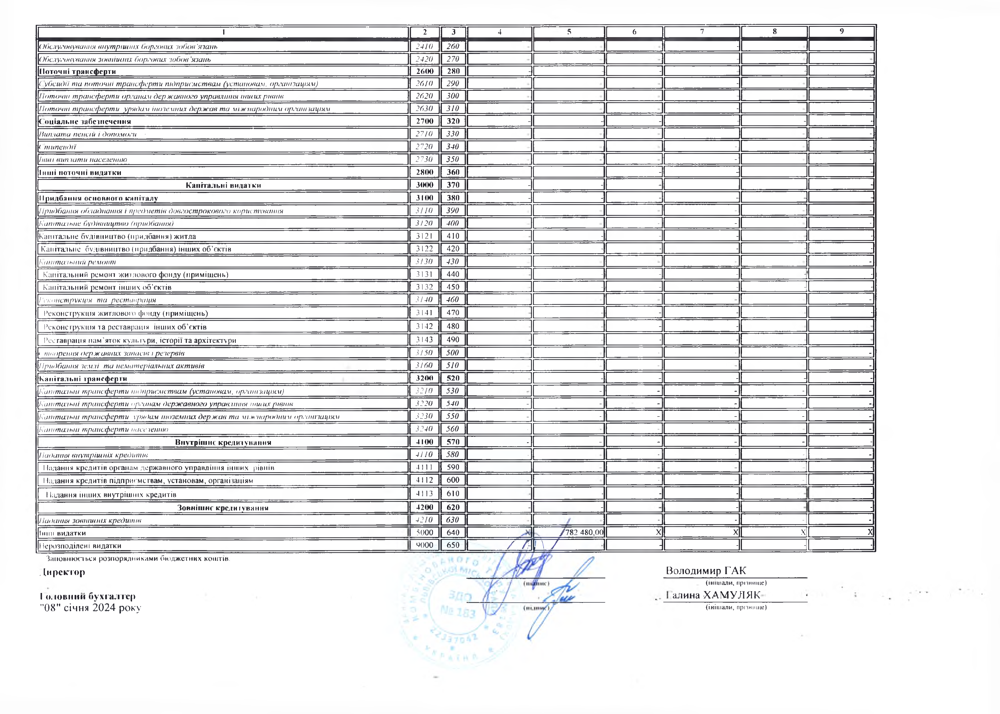 1 2 3 4 5 6 7 8 9
Обслуговування внутрішніх боргових зобов'язань 2410 260 - - - - - -
Обслуговування зовнішніх боргових зобов'язань 2420 270 - - - - - -
Поточні трансферти 2600 280 - - - - - -
Субсидії та поточні трансферти підприємствам (установам, організаціям) 2610 290 - - - - - -
Поточні трансферти органам державного управління інших рівнів 2620 300 - - - - - -
Поточні трансферти урядам іноземних держав та міжнародним організаціям 2630 310 - - - - - -
Соціальне забезпечення 2700 320 - - - - - -
Виплата пенсій і допомоги 2710 330 - - - - - -
Стипендії 2720 340 - - - - - -
Інші виплати населенню 2730 350 - - - - - -
Інші поточні видатки 2800 360 - - - - - -
Капітальні видатки 3000 370 - - - - - -
Придбання основного капіталу 3100 380 - - - - - -
Придбання обладнання і предметів довгострокового користування 3110 390 - - - - - -
Капітальне будівництво (придбання) 3120 400 - - - - - -
Капітальне будівництво (придбання) житла 3121 410 - - - - - -
Капітальне будівництво (придбання) інших об'єктів 3122 420 - - - - - -
Капітальний ремонт 3130 430 - - - - - -
Капітальний ремонт житлового фонду (приміщень) 3131 440 - - - - - -
Капітальний ремонт інших об'єктів 3132 450 - - - - - -
Реконструкція та реставрація 3140 460 - - - - - -
Реконструкція житлового фонду (приміщень) 3141 470 - - - - - -
Реконструкція та реставрація інших об'єктів 3142 480 - - - - - -
Реставрація пам'яток культури, історії та архітектури 3143 490 - - - - - -
Створення державних запасів і резервів 3150 500 - - - - - -
Придбання землі та нематеріальних активів 3160 510 - - - - - -
Капітальні трансферти 3200 520 - - - - - -
Капітальні трансферти підприємствам (установам, організаціям) 3210 530 - - - - - -
Капітальні трансферти органам державного управління інших рівнів 3220 540 - - - - - -
Капітальні трансферти урядам іноземних держав та міжнародним організаціям 3230 550 - - - - - -
Капітальні трансферти населенню 3240 560 - - - - - -
Внутрішнє кредитування 4100 570 - - - - - -
Надання внутрішніх кредитів 4110 580 - - - - - -
Надання кредитів органам державного управління інших рівнів 4111 590 - - - - - -
Надання кредитів підприємствам, установам, організаціям 4112 600 - - - - - -
Надання інших внутрішніх кредитів 4113 610 - - - - - -
Зовнішнє кредитування 4200 620 - - - - - -
Надання зовнішніх кредитів 4210 630 - - - - - -
Інші видатки 5000 640 X 782 480,00 X X X X
Нерозподілені видатки 9000 650 - - - - - -
Заповнюється розпорядниками бюджетних коштів.
Директор Володимир ГАК
(підпис) (ініціали, прізвище)
Головний бухгалтер Галина ХАМУЛЯК
"08" січня 2024 року (підпис) (ініціали, прізвище)
ЗДО
№ 183
22337042
УКРАЇНА